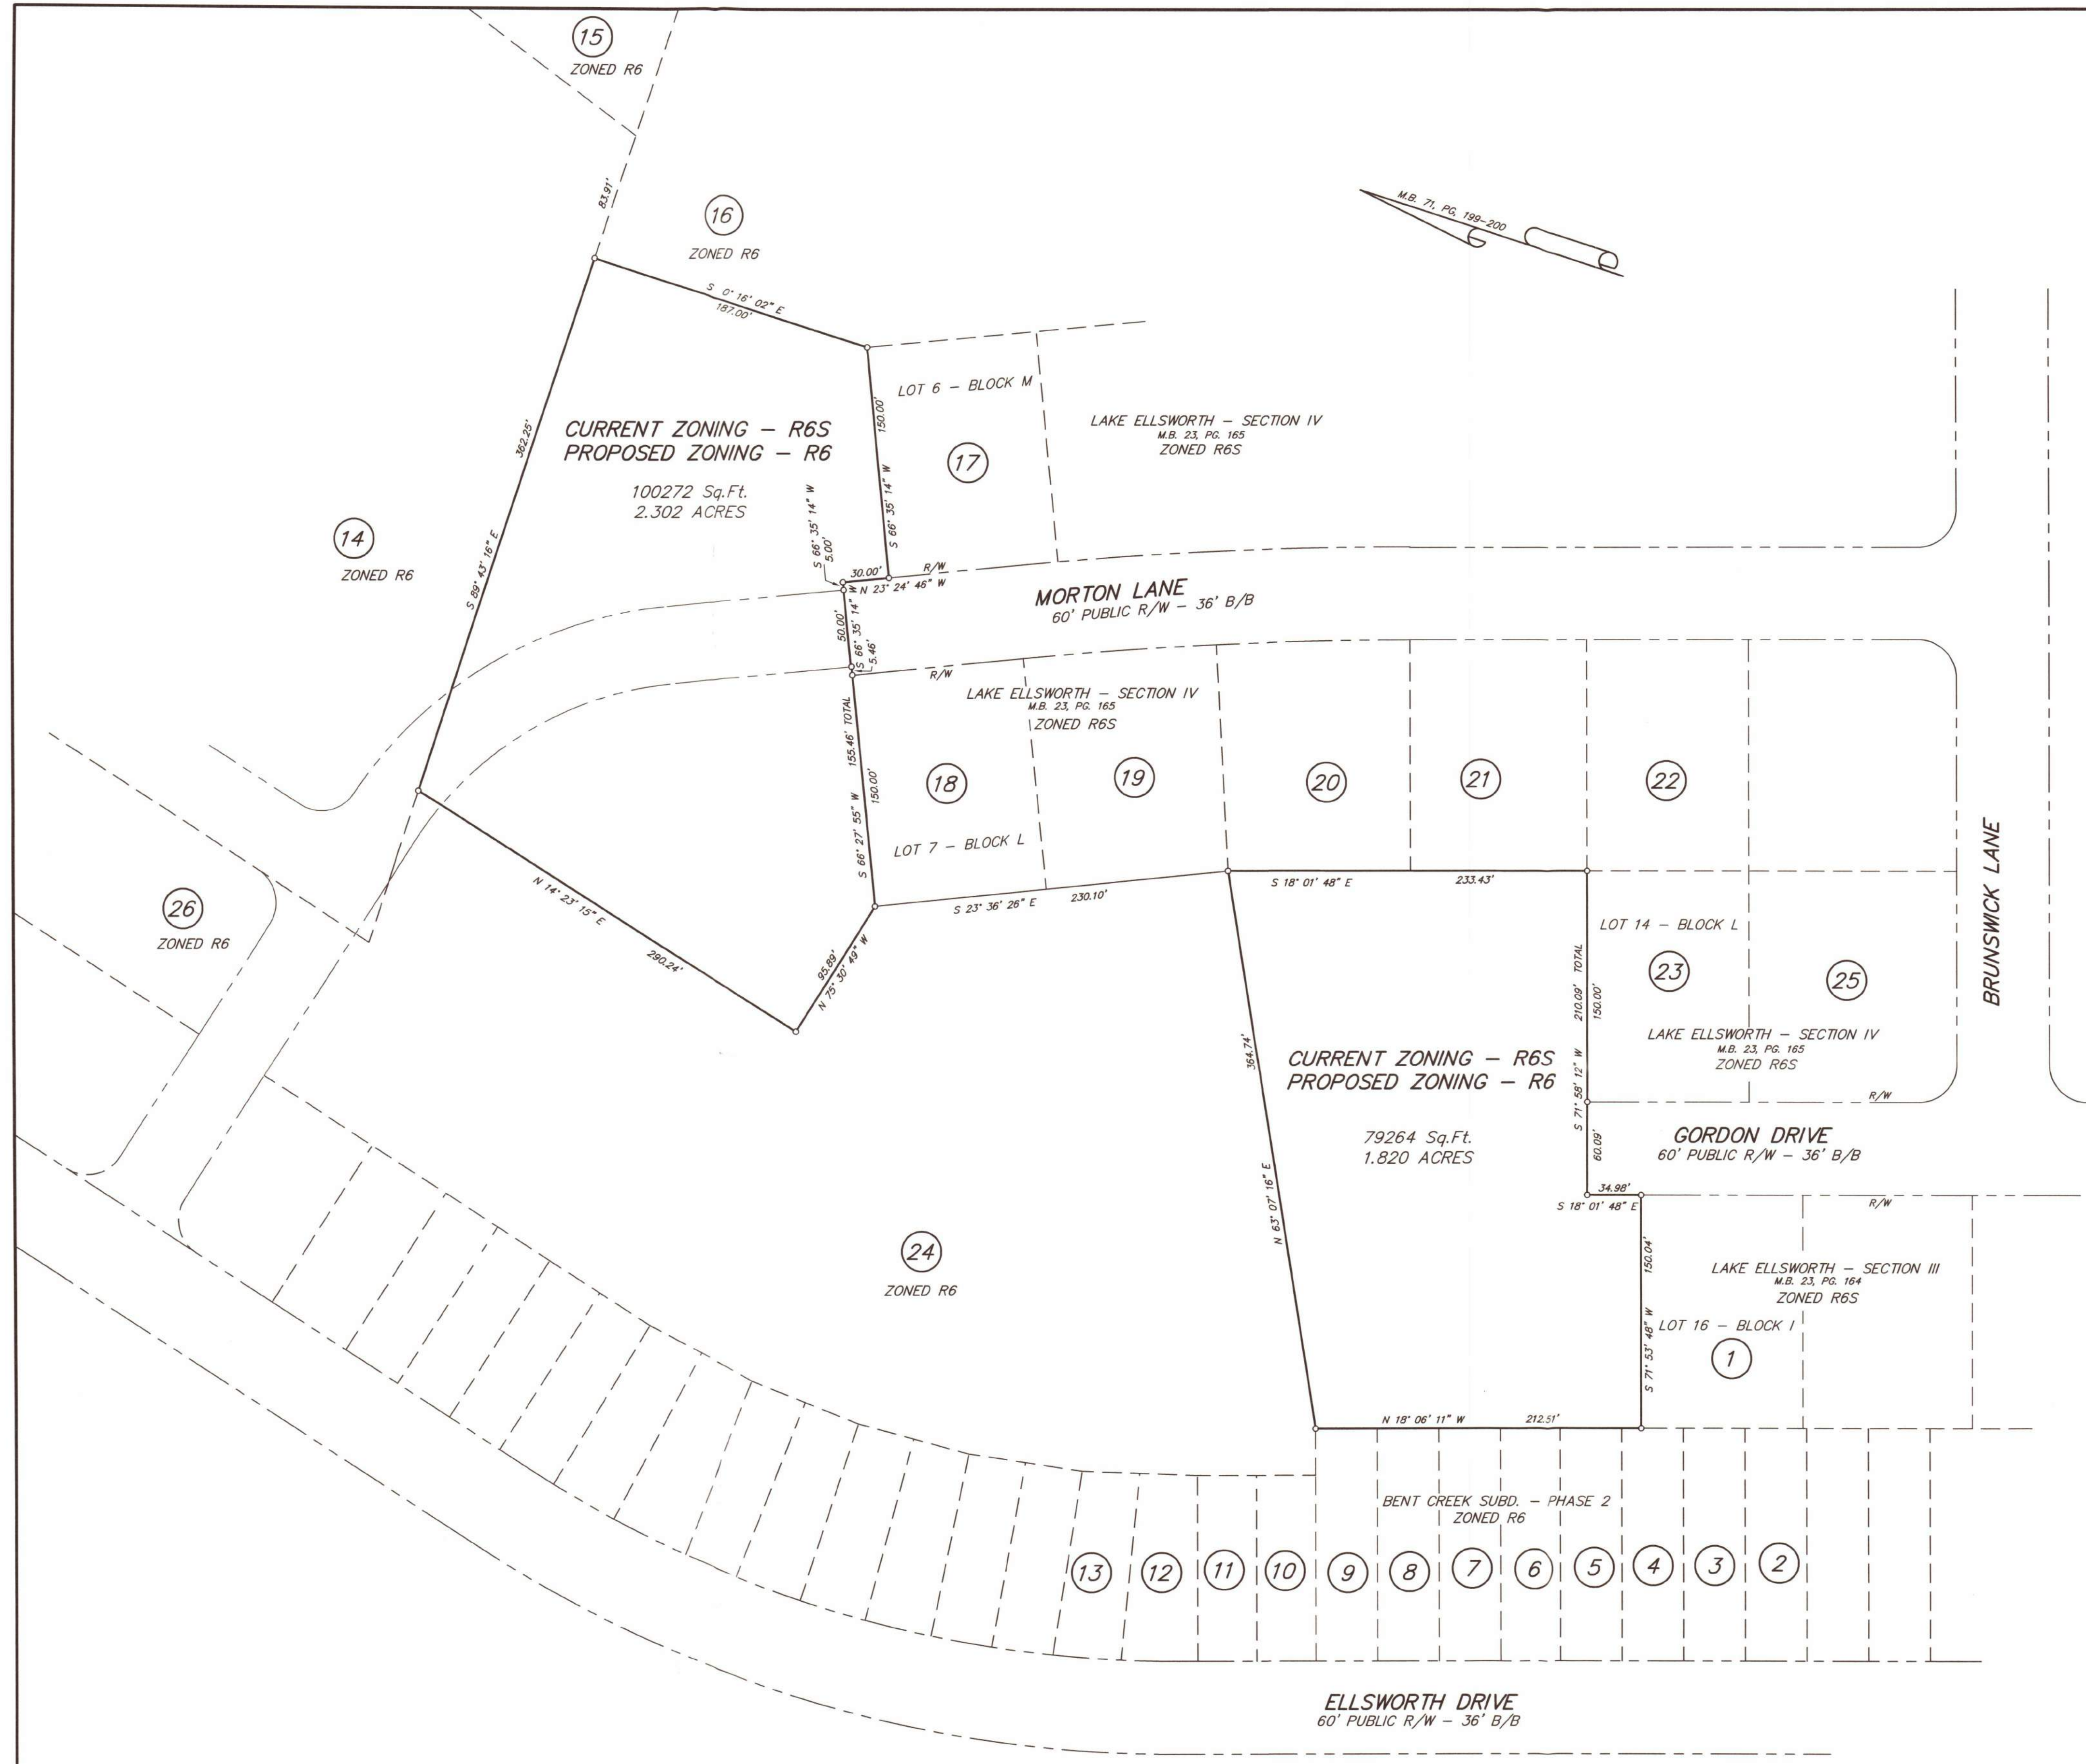 15
ZONED R6
83.91'
16
ZONED R6
M.B. 71, PG. 199-200
S 0° 16' 02" E
187.00'
LOT 6 - BLOCK M
CURRENT ZONING - R6S
PROPOSED ZONING - R6
100272 Sq.Ft.
2.302 ACRES
362.25'
S 89° 43' 16" E
150.00'
S 66° 35' 14" W
17
LAKE ELLSWORTH - SECTION IV
M.B. 23, PG. 165
ZONED R6S
14
ZONED R6
S 66° 35' 14" W
5.00'
30.00'
N 23° 24' 46" W
R/W
MORTON LANE
60' PUBLIC R/W - 36' B/B
50.00'
S 66° 35' 14" W
5.46'
R/W
LAKE ELLSWORTH - SECTION IV
M.B. 23, PG. 165
ZONED R6S
S 66° 27' 55" W 155.46' TOTAL
150.00'
18
19
20
21
22
LOT 7 - BLOCK L
BRUNSWICK LANE
26
ZONED R6
N 14° 23' 15" E
290.24'
95.89'
N 75° 30' 49" W
S 23° 36' 26" E 230.10'
S 18° 01' 48" E 233.43'
LOT 14 - BLOCK L
23
25
LAKE ELLSWORTH - SECTION IV
M.B. 23, PG. 165
ZONED R6S
S 71° 58' 12" W 210.09' TOTAL
150.00'
364.74'
N 63° 07' 16" E
CURRENT ZONING - R6S
PROPOSED ZONING - R6
79264 Sq.Ft.
1.820 ACRES
R/W
GORDON DRIVE
60' PUBLIC R/W - 36' B/B
60.09'
34.98'
S 18° 01' 48" E
R/W
24
ZONED R6
150.04'
S 71° 53' 48" W
LAKE ELLSWORTH - SECTION III
M.B. 23, PG. 164
ZONED R6S
LOT 16 - BLOCK I
1
N 18° 06' 11" W 212.51'
BENT CREEK SUBD. - PHASE 2
ZONED R6
13
12
11
10
9
8
7
6
5
4
3
2
ELLSWORTH DRIVE
60' PUBLIC R/W - 36' B/B